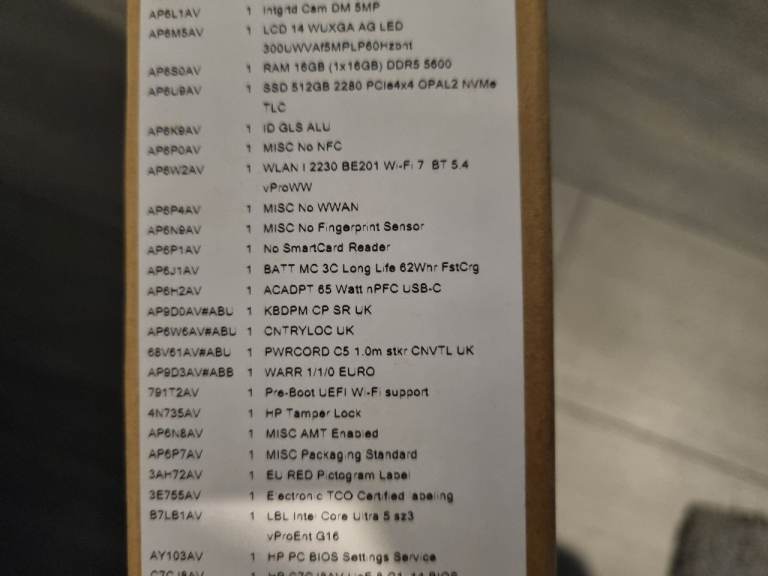 AP6L1AV 1 Intgrtd Cam DM 5MP
AP6M5AV 1 LCD 14 WUXGA AG LED
300UWVAf5MPLP60Hzbnt
AP6S0AV 1 RAM 16GB (1x16GB) DDR5 5600
AP6U9AV 1 SSD 512GB 2280 PCIe4x4 OPAL2 NVMe
TLC
AP6K9AV 1 ID GLS ALU
AP6P0AV 1 MISC No NFC
AP6W2AV 1 WLAN I 2230 BE201 Wi-Fi 7 BT 5.4
vProWW
AP6P4AV 1 MISC No WWAN
AP6N9AV 1 MISC No Fingerprint Sensor
AP6P1AV 1 No SmartCard Reader
AP6J1AV 1 BATT MC 3C Long Life 62Whr FstCrg
AP6H2AV 1 ACADPT 65 Watt nPFC USB-C
AP9D0AV#ABU 1 KBDPM CP SR UK
AP6W6AV#ABU 1 CNTRYLOC UK
68V61AV#ABU 1 PWRCORD C5 1.0m stkr CNVTL UK
AP9D3AV#ABB 1 WARR 1/1/0 EURO
791T2AV 1 Pre-Boot UEFI Wi-Fi support
4N735AV 1 HP Tamper Lock
AP6N8AV 1 MISC AMT Enabled
AP6P7AV 1 MISC Packaging Standard
3AH72AV 1 EU RED Pictogram Label
3E755AV 1 Electronic TCO Certified labeling
B7LB1AV 1 LBL Intel Core Ultra 5 sz3
vProEnt G16
AY103AV 1 HP PC BIOS Settings Service